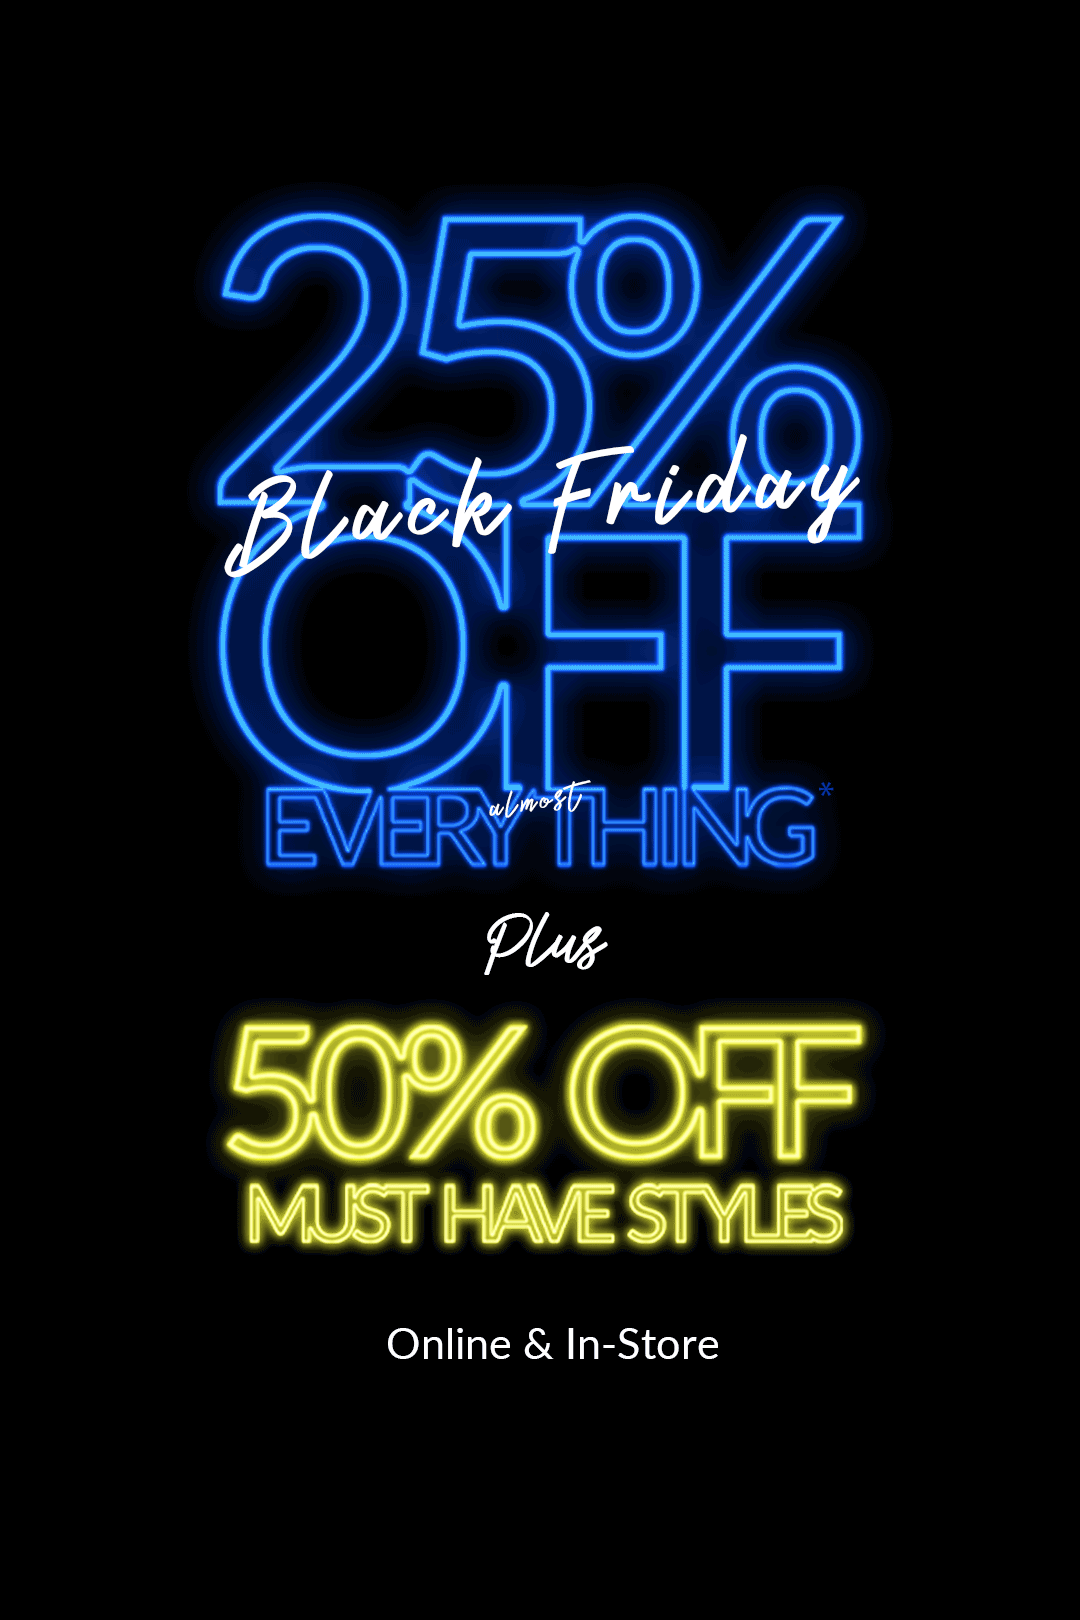 25%
Black Friday
OFF
almost
EVERYTHING*
Plus
50% OFF
MUST HAVE STYLES
Online & In-Store